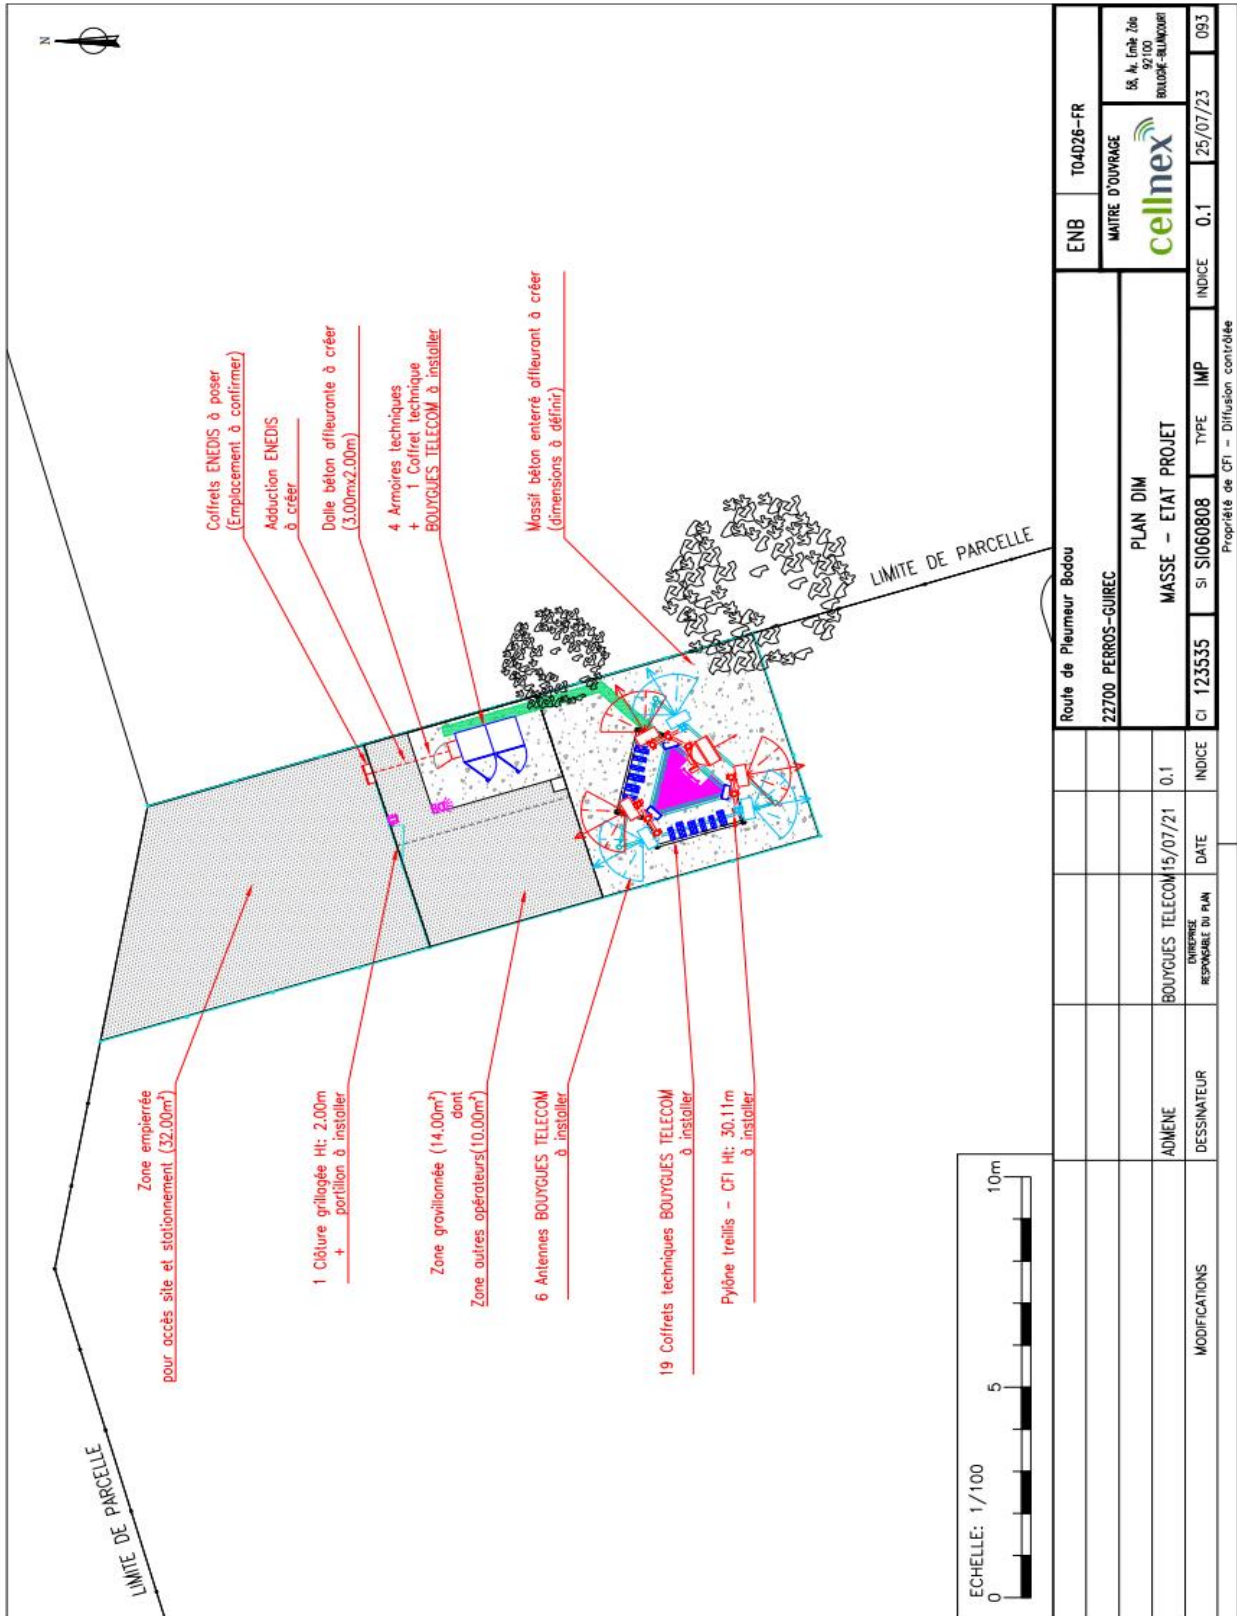 N
LIMITE DE PARCELLE
Zone empierrée
pour accès site et stationnement (32.00m²)
1 Clôture grillagée Ht: 2.00m
+ portillon à installer
Zone gravillonnée (14.00m²)
dont
Zone autres opérateurs(10.00m²)
6 Antennes BOUYGUES TELECOM
à installer
19 Coffrets techniques BOUYGUES TELECOM
à installer
Pylône treillis - CFI Ht: 30.11m
à installer
Coffrets ENEDIS à poser
(Emplacement à confirmer)
Adduction ENEDIS
à créer
Dalle béton affleurante à créer
(3.00mx2.00m)
4 Armoires techniques
+ 1 Coffret technique
BOUYGUES TELECOM à installer
Massif béton enterré affleurant à créer
(dimensions à définir)
LIMITE DE PARCELLE
ECHELLE: 1/100
0 5 10m
ADMENE BOUYGUES TELECOM 15/07/21 0.1
MODIFICATIONS DESSINATEUR ENTREPRISE RESPONSABLE DU PLAN DATE INDICE
Route de Pleumeur Bodou
22700 PERROS-GUIREC
ENB T04D26-FR
MAITRE D'OUVRAGE
cellnex
58, Av. Emile Zola
92100
BOULOGNE-BILLANCOURT
PLAN DIM
MASSE - ETAT PROJET
CI 123535 SI SI060808 TYPE IMP INDICE 0.1 25/07/23 093
Propriété de CFI - Diffusion contrôlée